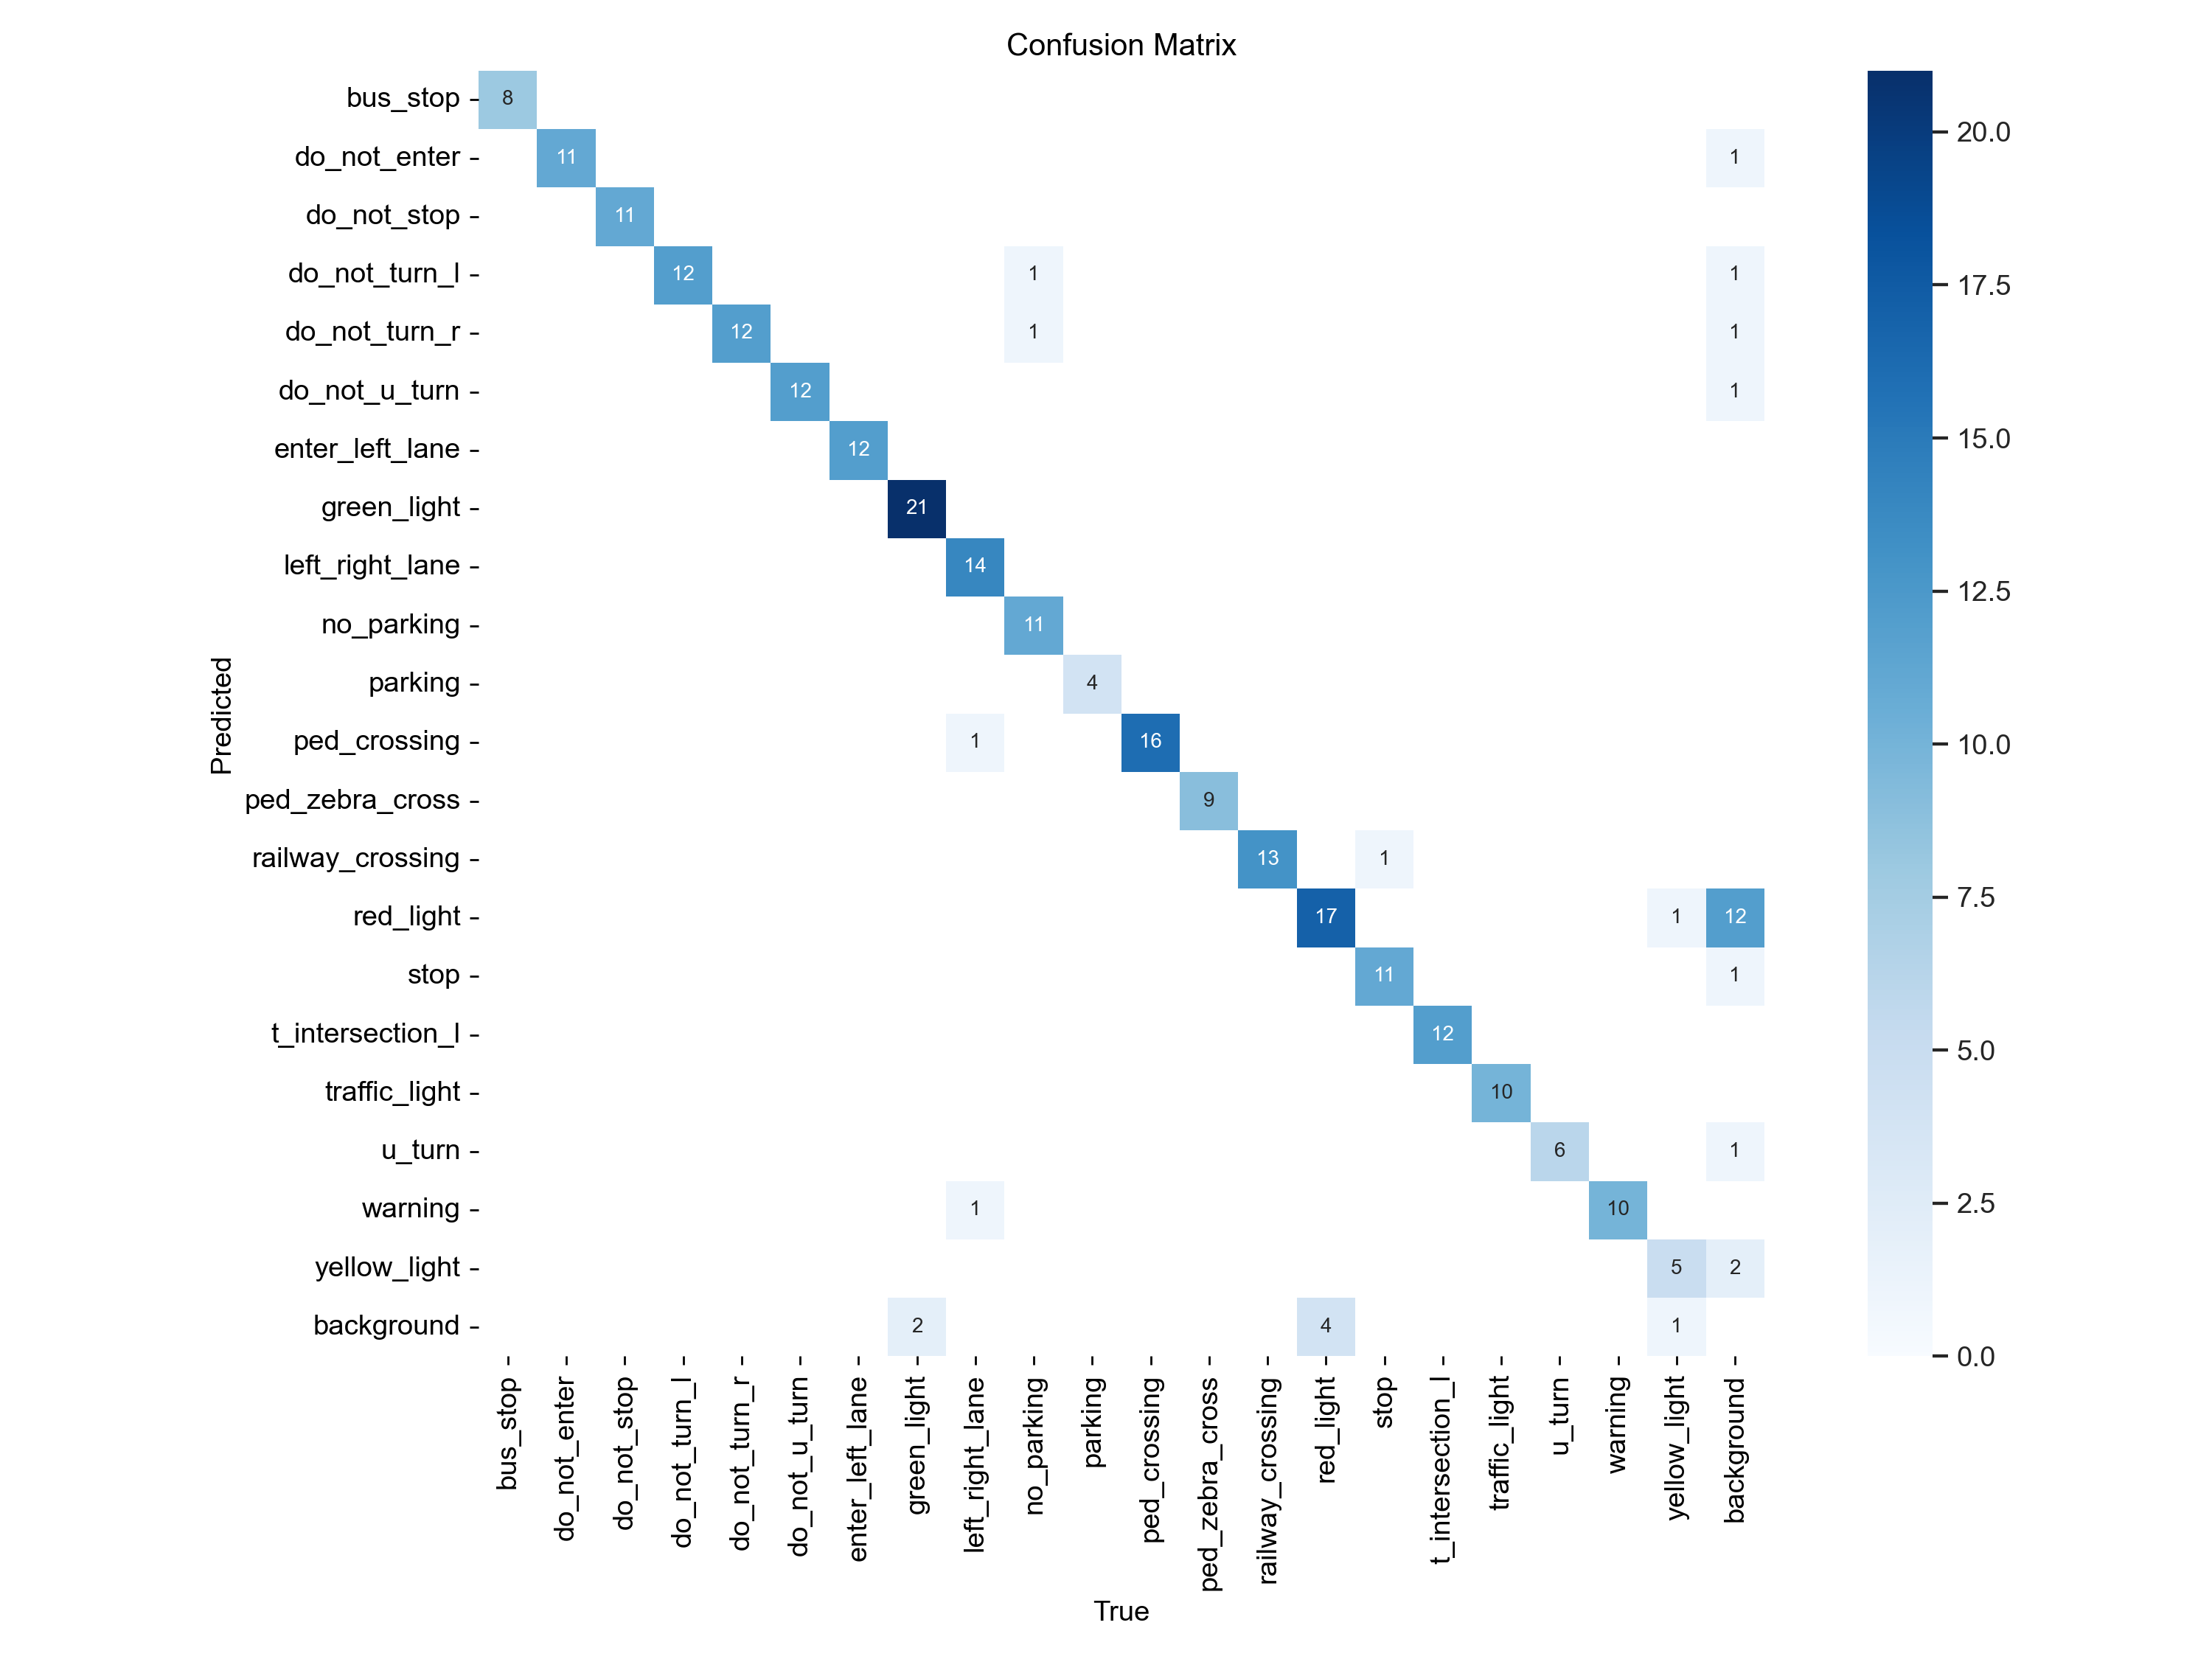 Confusion Matrix
bus_stop 8
do_not_enter 11 1
do_not_stop 11
do_not_turn_l 12 1 1
do_not_turn_r 12 1 1
do_not_u_turn 12 1
enter_left_lane 12
green_light 21
left_right_lane 14
no_parking 11
parking 4
ped_crossing 1 16
ped_zebra_cross 9
railway_crossing 13 1
red_light 17 1 12
stop 11 1
t_intersection_l 12
traffic_light 10
u_turn 6 1
warning 1 10
yellow_light 5 2
background 2 4 1
Predicted
bus_stop
do_not_enter
do_not_stop
do_not_turn_l
do_not_turn_r
do_not_u_turn
enter_left_lane
green_light
left_right_lane
no_parking
parking
ped_crossing
ped_zebra_cross
railway_crossing
red_light
stop
t_intersection_l
traffic_light
u_turn
warning
yellow_light
background
True
20.0
17.5
15.0
12.5
10.0
7.5
5.0
2.5
0.0